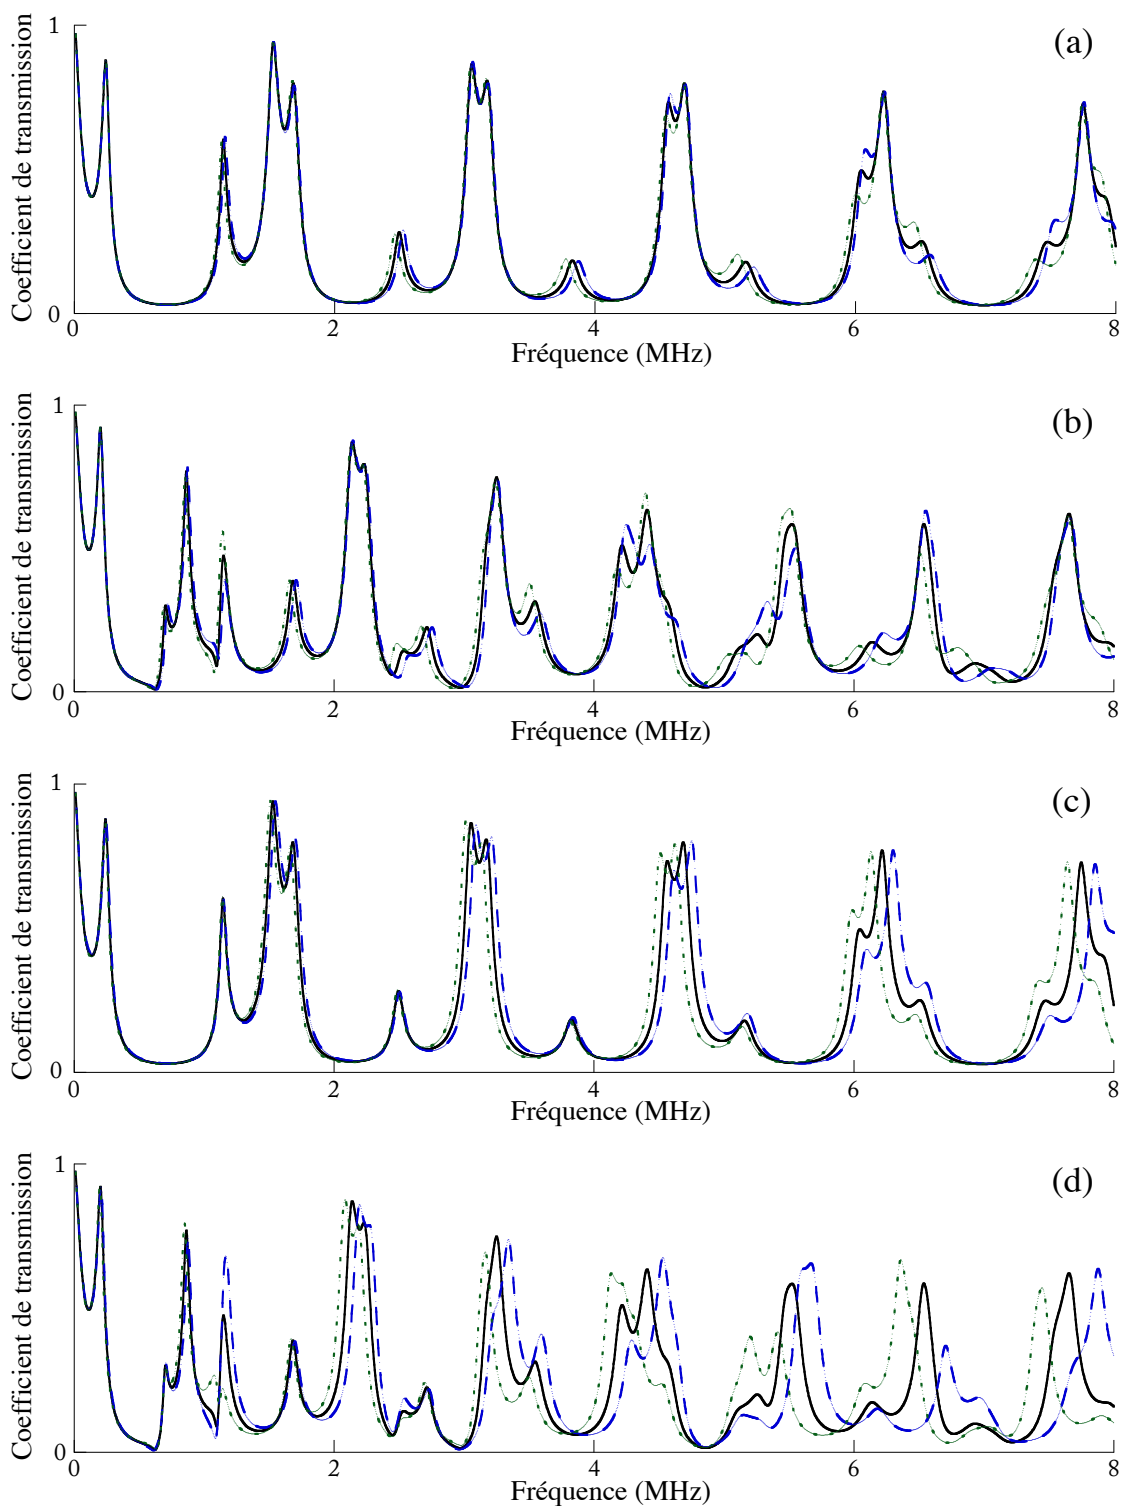 1
(a)
Coefficient de transmission
0
0 2 4 6 8
Fréquence (MHz)
1
(b)
Coefficient de transmission
0
0 2 4 6 8
Fréquence (MHz)
1
(c)
Coefficient de transmission
0
0 2 4 6 8
Fréquence (MHz)
1
(d)
Coefficient de transmission
0
0 2 4 6 8
Fréquence (MHz)